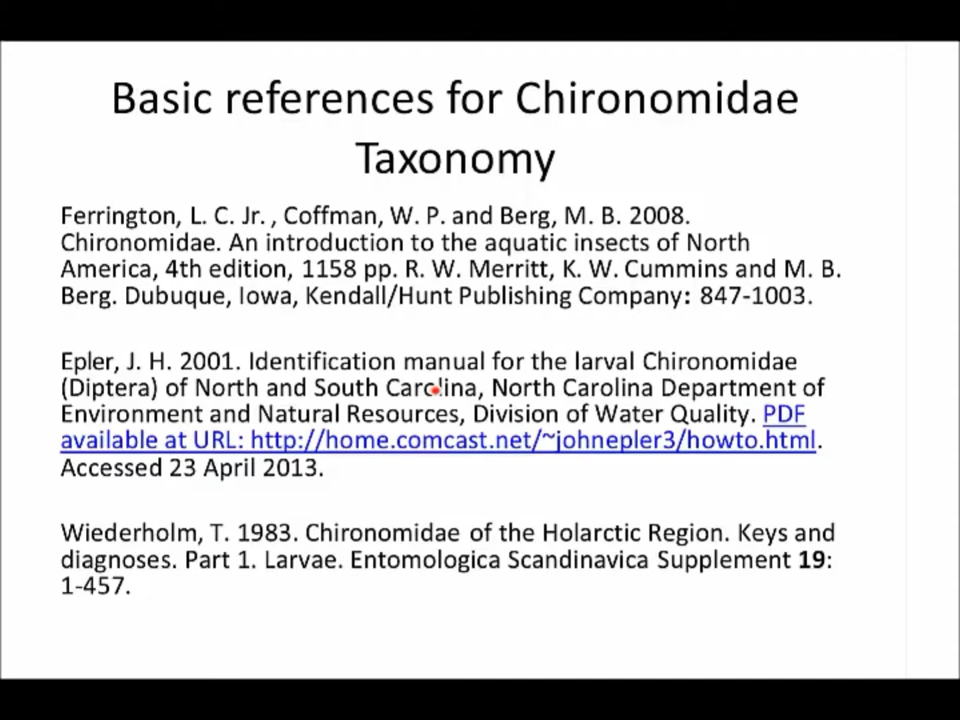 Basic references for Chironomidae
Taxonomy
Ferrington, L. C. Jr. , Coffman, W. P. and Berg, M. B. 2008.
Chironomidae. An introduction to the aquatic insects of North
America, 4th edition, 1158 pp. R. W. Merritt, K. W. Cummins and M. B.
Berg. Dubuque, Iowa, Kendall/Hunt Publishing Company: 847-1003.
Epler, J. H. 2001. Identification manual for the larval Chironomidae
(Diptera) of North and South Carolina, North Carolina Department of
Environment and Natural Resources, Division of Water Quality. PDF
available at URL: http://home.comcast.net/~johnepler3/howto.html.
Accessed 23 April 2013.
Wiederholm, T. 1983. Chironomidae of the Holarctic Region. Keys and
diagnoses. Part 1. Larvae. Entomologica Scandinavica Supplement 19:
1-457.